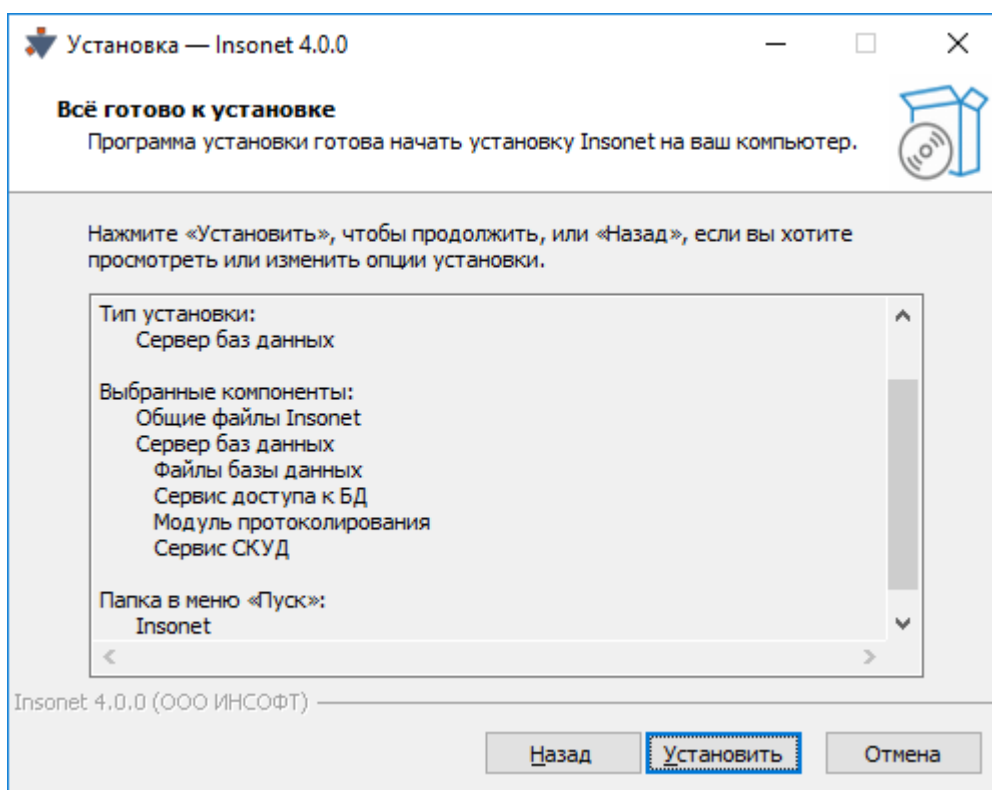 Установка — Insonet 4.0.0
Всё готово к установке
Программа установки готова начать установку Insonet на ваш компьютер.
Нажмите «Установить», чтобы продолжить, или «Назад», если вы хотите
просмотреть или изменить опции установки.
Тип установки:
Сервер баз данных
Выбранные компоненты:
Общие файлы Insonet
Сервер баз данных
Файлы базы данных
Сервис доступа к БД
Модуль протоколирования
Сервис СКУД
Папка в меню «Пуск»:
Insonet
Insonet 4.0.0 (ООО ИНСОФТ)
Назад
Установить
Отмена